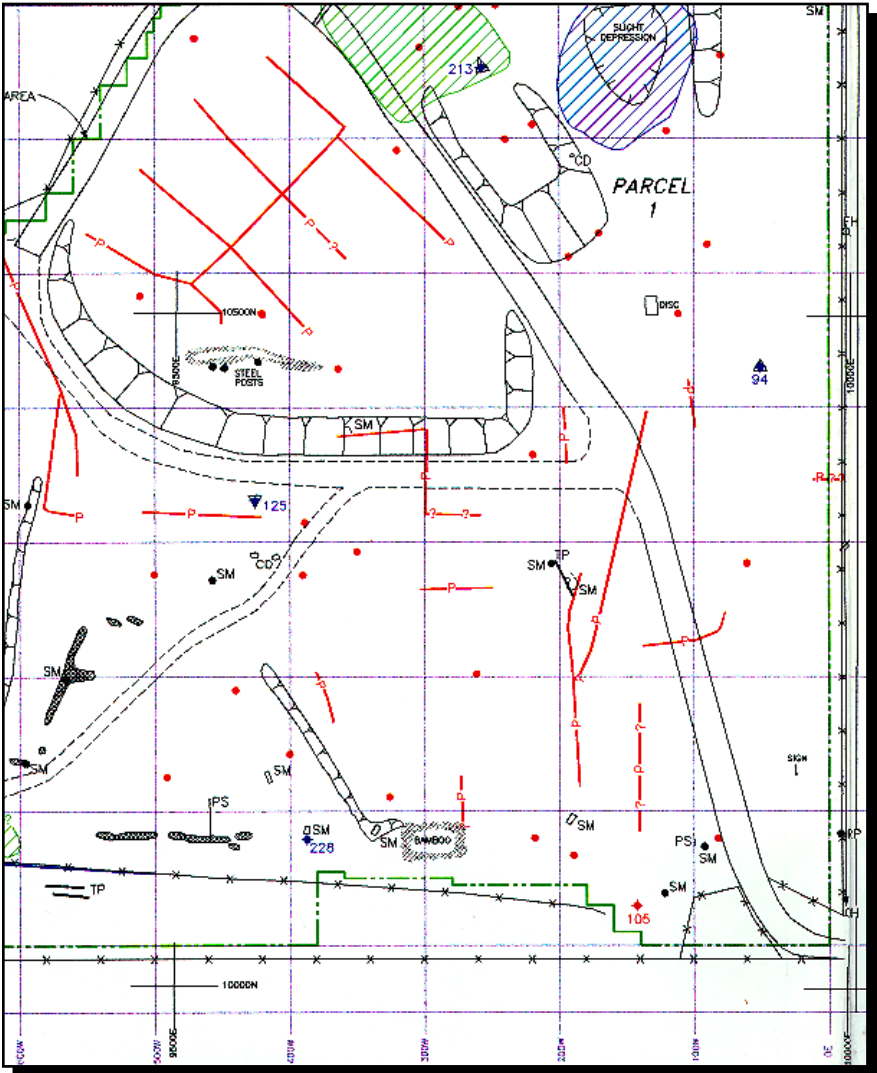 SM
SLIGHT
DEPRESSION
213
AREA
CD
PARCEL
1
P
P
P
?
P
P
10500N
9500E
P
STEEL
POSTS
DISC
94
10000E
P
SM
P
P
P
?
?
SM
125
P
P
CD
SM
SM
TP
SM
P
P
P
SM
P
?
P
P
?
SIGN
SM
SM
PS
SM
228
SM
BAMBOO
P
SM
?
PS
SM
RP
SM
TP
105
10000N
600W
500W
9500E
400W
300W
200W
100W
0E
10000E